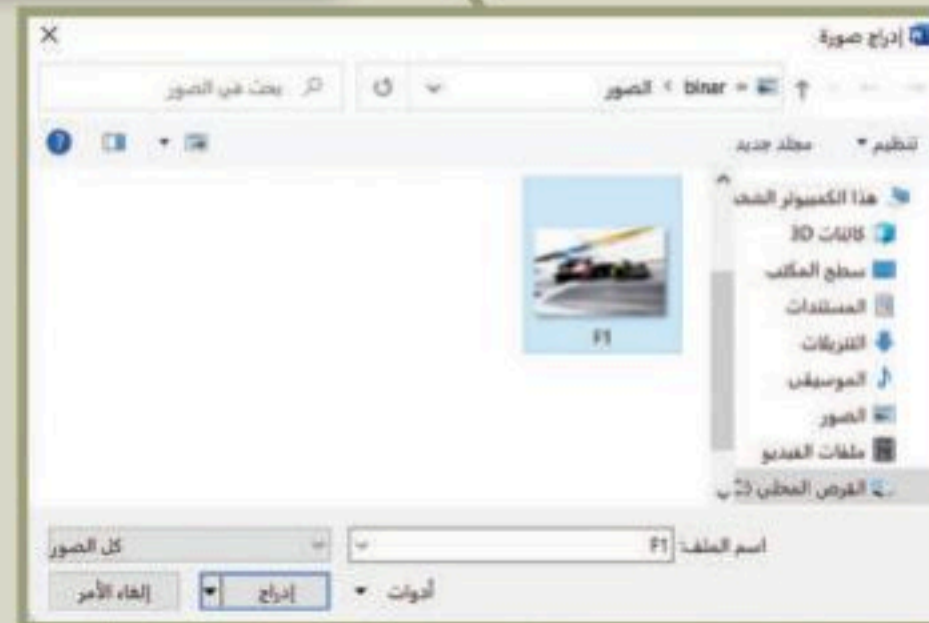 إدراج صورة
binar › الصور
بحث في الصور
تنظيم
مجلد جديد
هذا الكمبيوتر الشخ
كائنات 3D
سطح المكتب
المستندات
التنزيلات
الموسيقى
الصور
ملفات الفيديو
القرص المحلي
F1
اسم الملف: F1
كل الصور
أدوات
إدراج
إلغاء الأمر